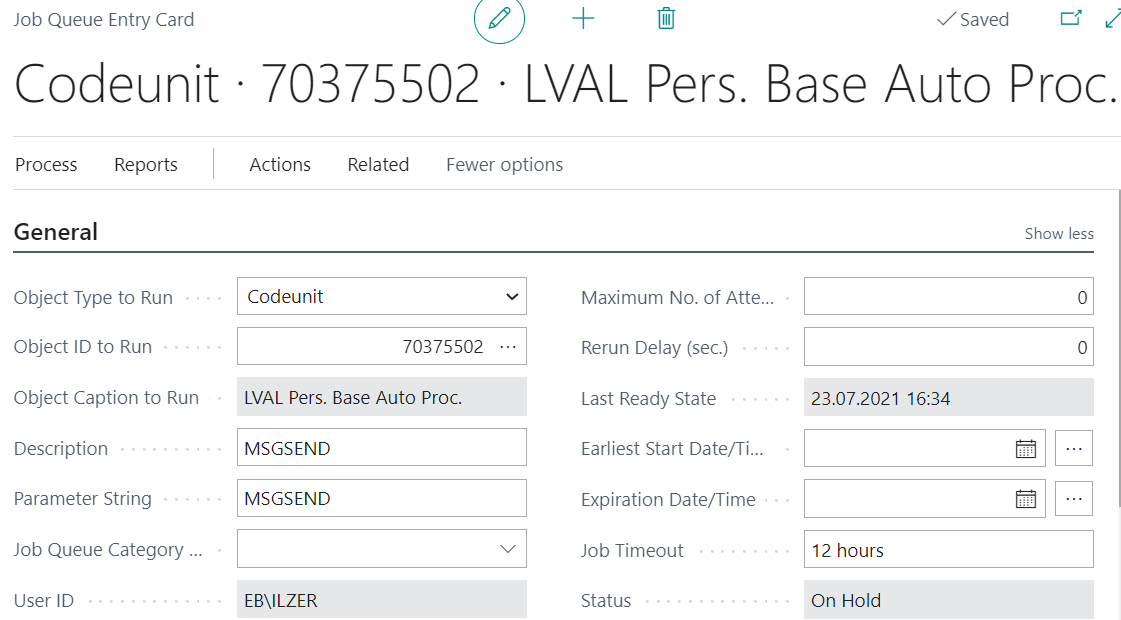 Job Queue Entry Card
Saved
Codeunit · 70375502 · LVAL Pers. Base Auto Proc.
Process Reports Actions Related Fewer options
General
Show less
Object Type to Run Codeunit
Object ID to Run 70375502 ...
Object Caption to Run LVAL Pers. Base Auto Proc.
Description MSGSEND
Parameter String MSGSEND
Job Queue Category ...
User ID EB\ILZER
Maximum No. of Atte... 0
Rerun Delay (sec.) 0
Last Ready State 23.07.2021 16:34
Earliest Start Date/Ti... ...
Expiration Date/Time ...
Job Timeout 12 hours
Status On Hold